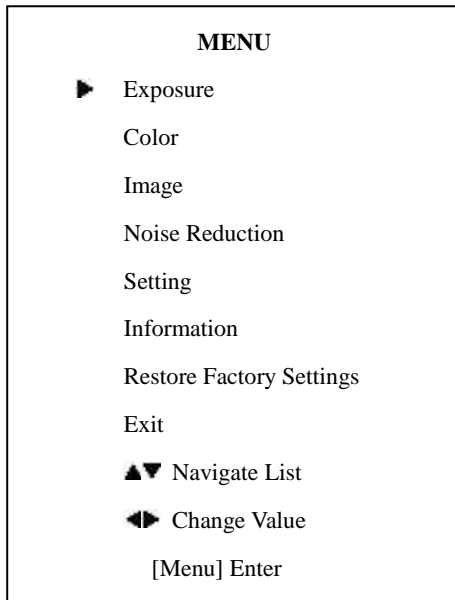 MENU
Exposure
Color
Image
Noise Reduction
Setting
Information
Restore Factory Settings
Exit
▲▼ Navigate List
◀▶ Change Value
[Menu] Enter